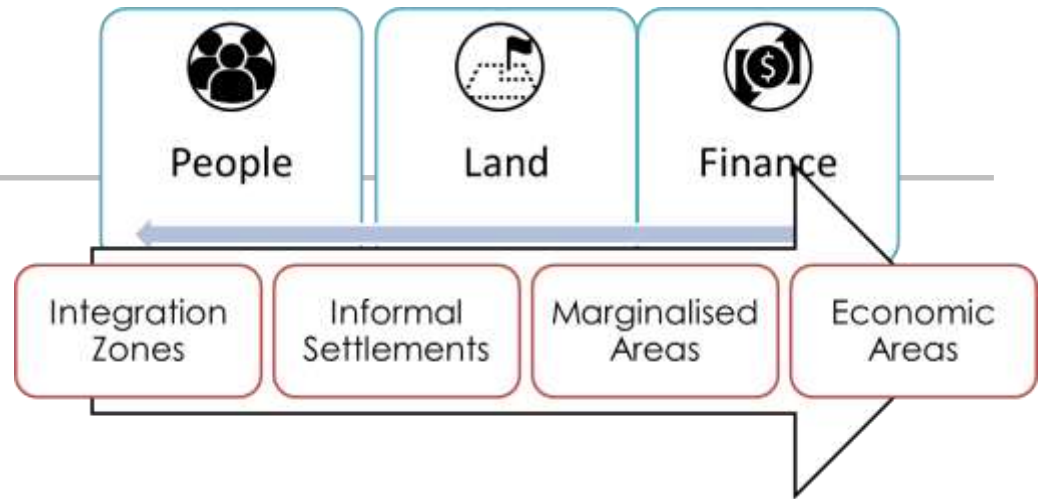 People
Land
Finance
Integration
Zones
Informal
Settlements
Marginalised
Areas
Economic
Areas